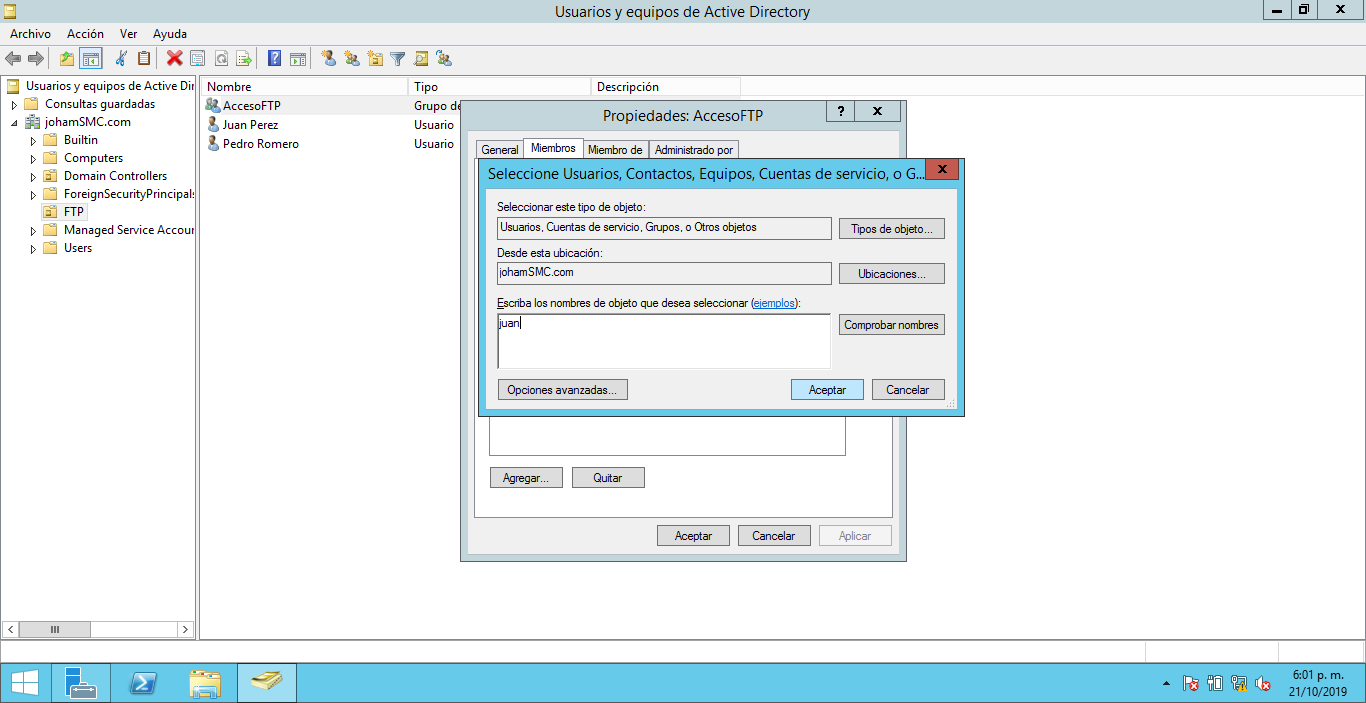 Usuarios y equipos de Active Directory
Archivo Acción Ver Ayuda
Usuarios y equipos de Active Dir
Consultas guardadas
johamSMC.com
Builtin
Computers
Domain Controllers
ForeignSecurityPrincipals
FTP
Managed Service Accour
Users
Nombre Tipo Descripción
AccesoFTP Grupo de
Juan Perez Usuario
Pedro Romero Usuario
Propiedades: AccesoFTP
? X
General Miembros Miembro de Administrado por
Seleccione Usuarios, Contactos, Equipos, Cuentas de servicio, o G...
Seleccionar este tipo de objeto:
Usuarios, Cuentas de servicio, Grupos, o Otros objetos Tipos de objeto...
Desde esta ubicación:
johamSMC.com Ubicaciones...
Escriba los nombres de objeto que desea seleccionar (ejemplos):
juan Comprobar nombres
Opciones avanzadas... Aceptar Cancelar
Agregar... Quitar
Aceptar Cancelar Aplicar
6:01 p. m.
21/10/2019